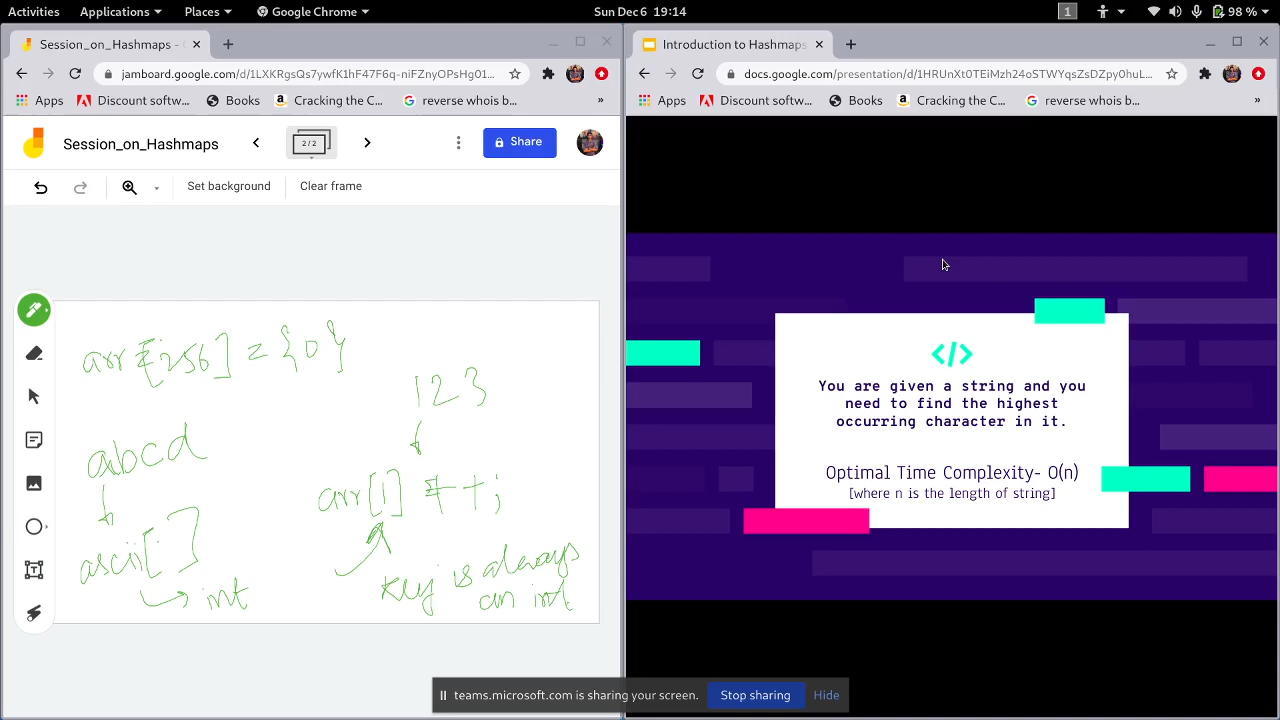 Activities Applications Places Google Chrome Sun Dec 6 19:14 1 98 %
Session_on_Hashmaps - (
jamboard.google.com/d/1LXKRgsQs7ywfK1hF47F6q-niFZnyOPsHg01...
Apps Discount softw... Books Cracking the C... reverse whois b... »
Session_on_Hashmaps 2/2 Share
Set background Clear frame
arr[256] = {0}
123
abcd
arr[1]++;
ascii[ ]
int
key is always
an int
Introduction to Hashmaps
docs.google.com/presentation/d/1HRUnXt0TEiMzh24oSTWYqsZsDZpy0huL...
Apps Discount softw... Books Cracking the C... reverse whois b... »
</>
You are given a string and you
need to find the highest
occurring character in it.
Optimal Time Complexity- O(n)
[where n is the length of string]
teams.microsoft.com is sharing your screen. Stop sharing Hide